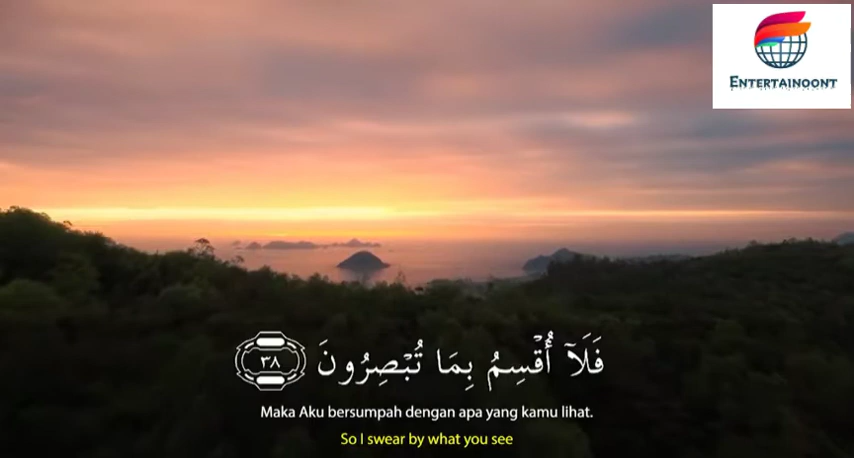 ENTERTAINOONT
فَلَآ أُقْسِمُ بِمَا تُبْصِرُونَ ٣٨
Maka Aku bersumpah dengan apa yang kamu lihat.
So I swear by what you see